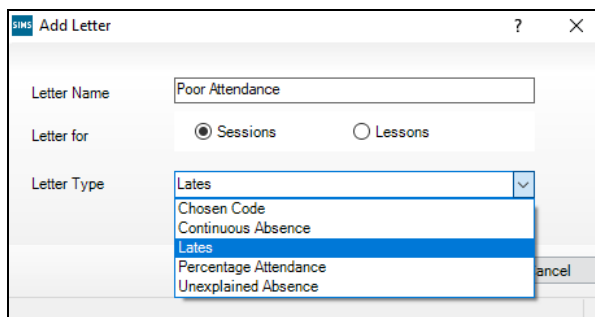 SIMS Add Letter ?
Letter Name Poor Attendance
Letter for Sessions Lessons
Letter Type Lates
Chosen Code
Continuous Absence
Lates
Percentage Attendance
Unexplained Absence